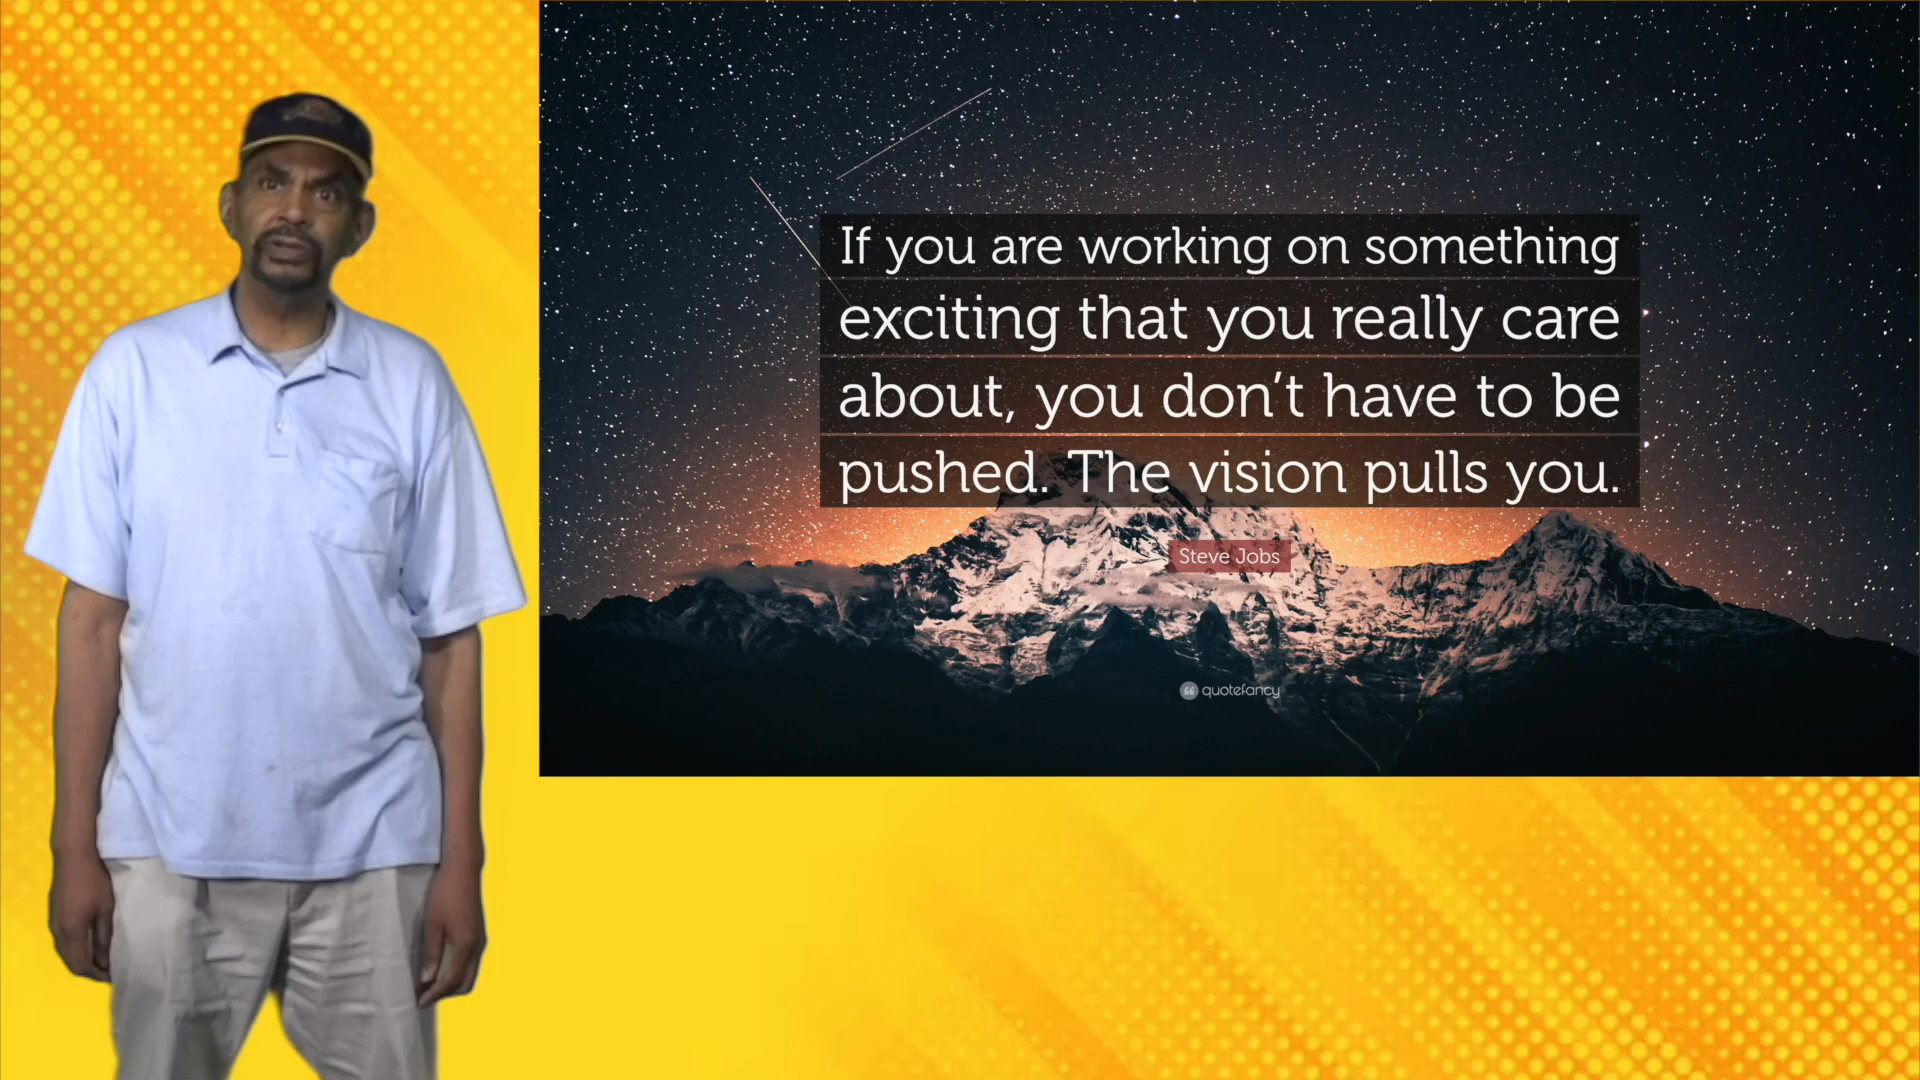 If you are working on something
exciting that you really care
about, you don’t have to be
pushed. The vision pulls you.
Steve Jobs
quotefancy